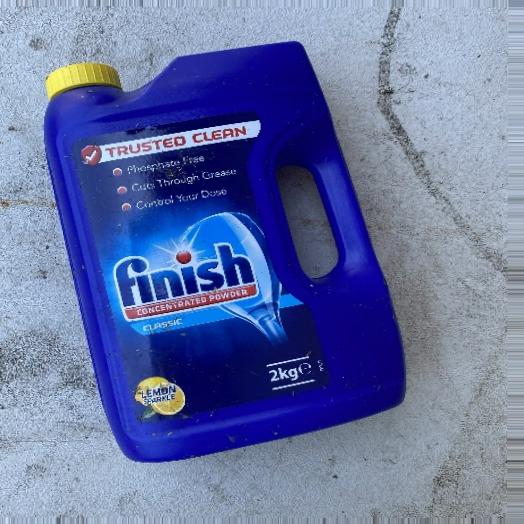 TRUSTED CLEAN
Phosphate Free
Cuts Through Grease
Control Your Dose
finish
CONCENTRATED POWDER
CLASSIC
LEMON
SPARKLE
2kg℮